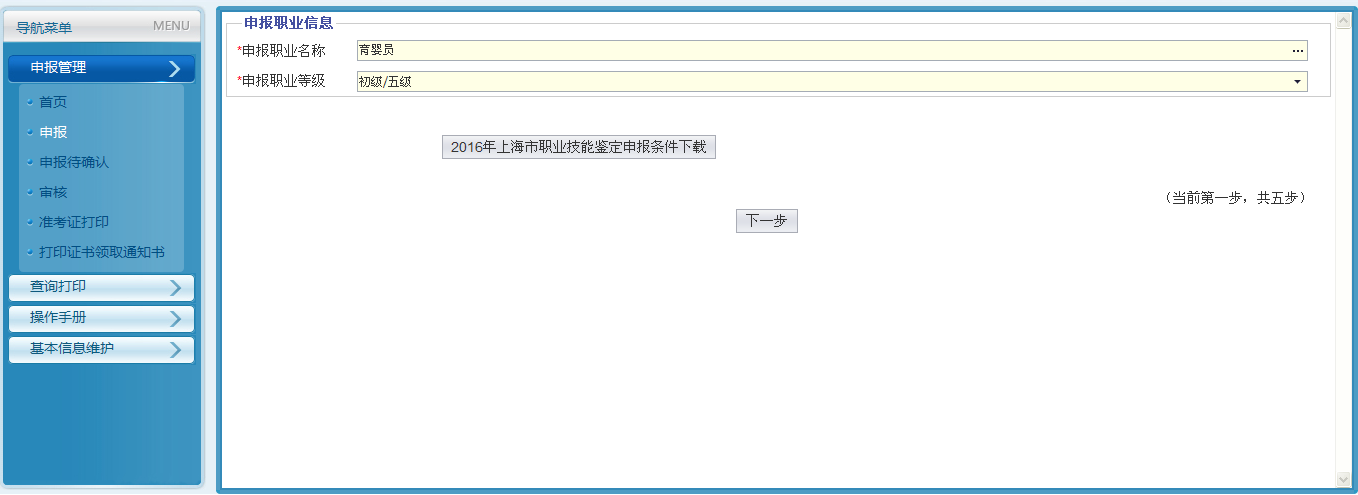 导航菜单 MENU
申报管理
首页
申报
申报待确认
审核
准考证打印
打印证书领取通知书
查询打印
操作手册
基本信息维护
申报职业信息
*申报职业名称 育婴员 ...
*申报职业等级 初级/五级
2016年上海市职业技能鉴定申报条件下载
（当前第一步，共五步）
下一步